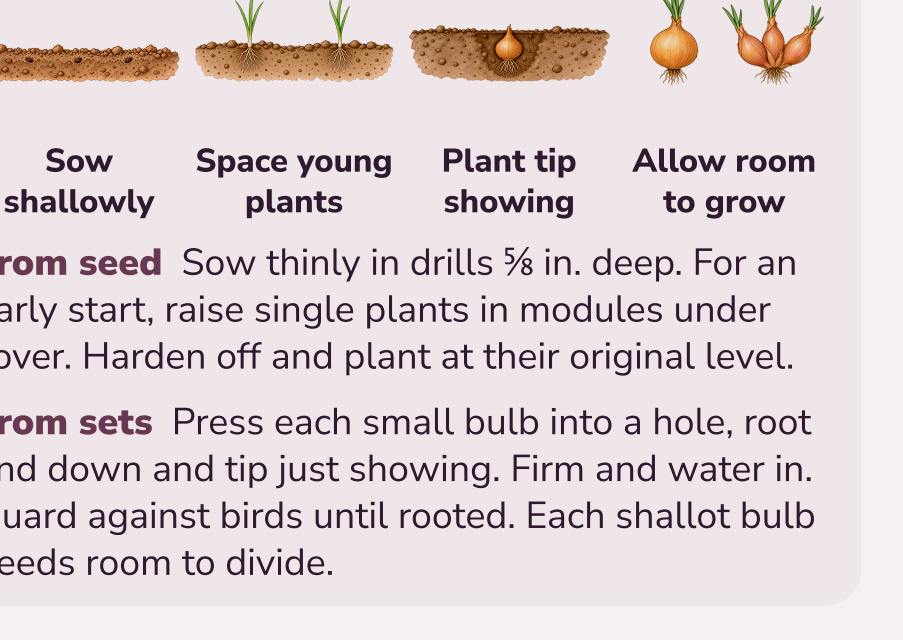 Sow shallowly
Space young plants
Plant tip showing
Allow room to grow
rom seed Sow thinly in drills ⅝ in. deep. For an
arly start, raise single plants in modules under
over. Harden off and plant at their original level.
rom sets Press each small bulb into a hole, root
nd down and tip just showing. Firm and water in.
uard against birds until rooted. Each shallot bulb
eeds room to divide.